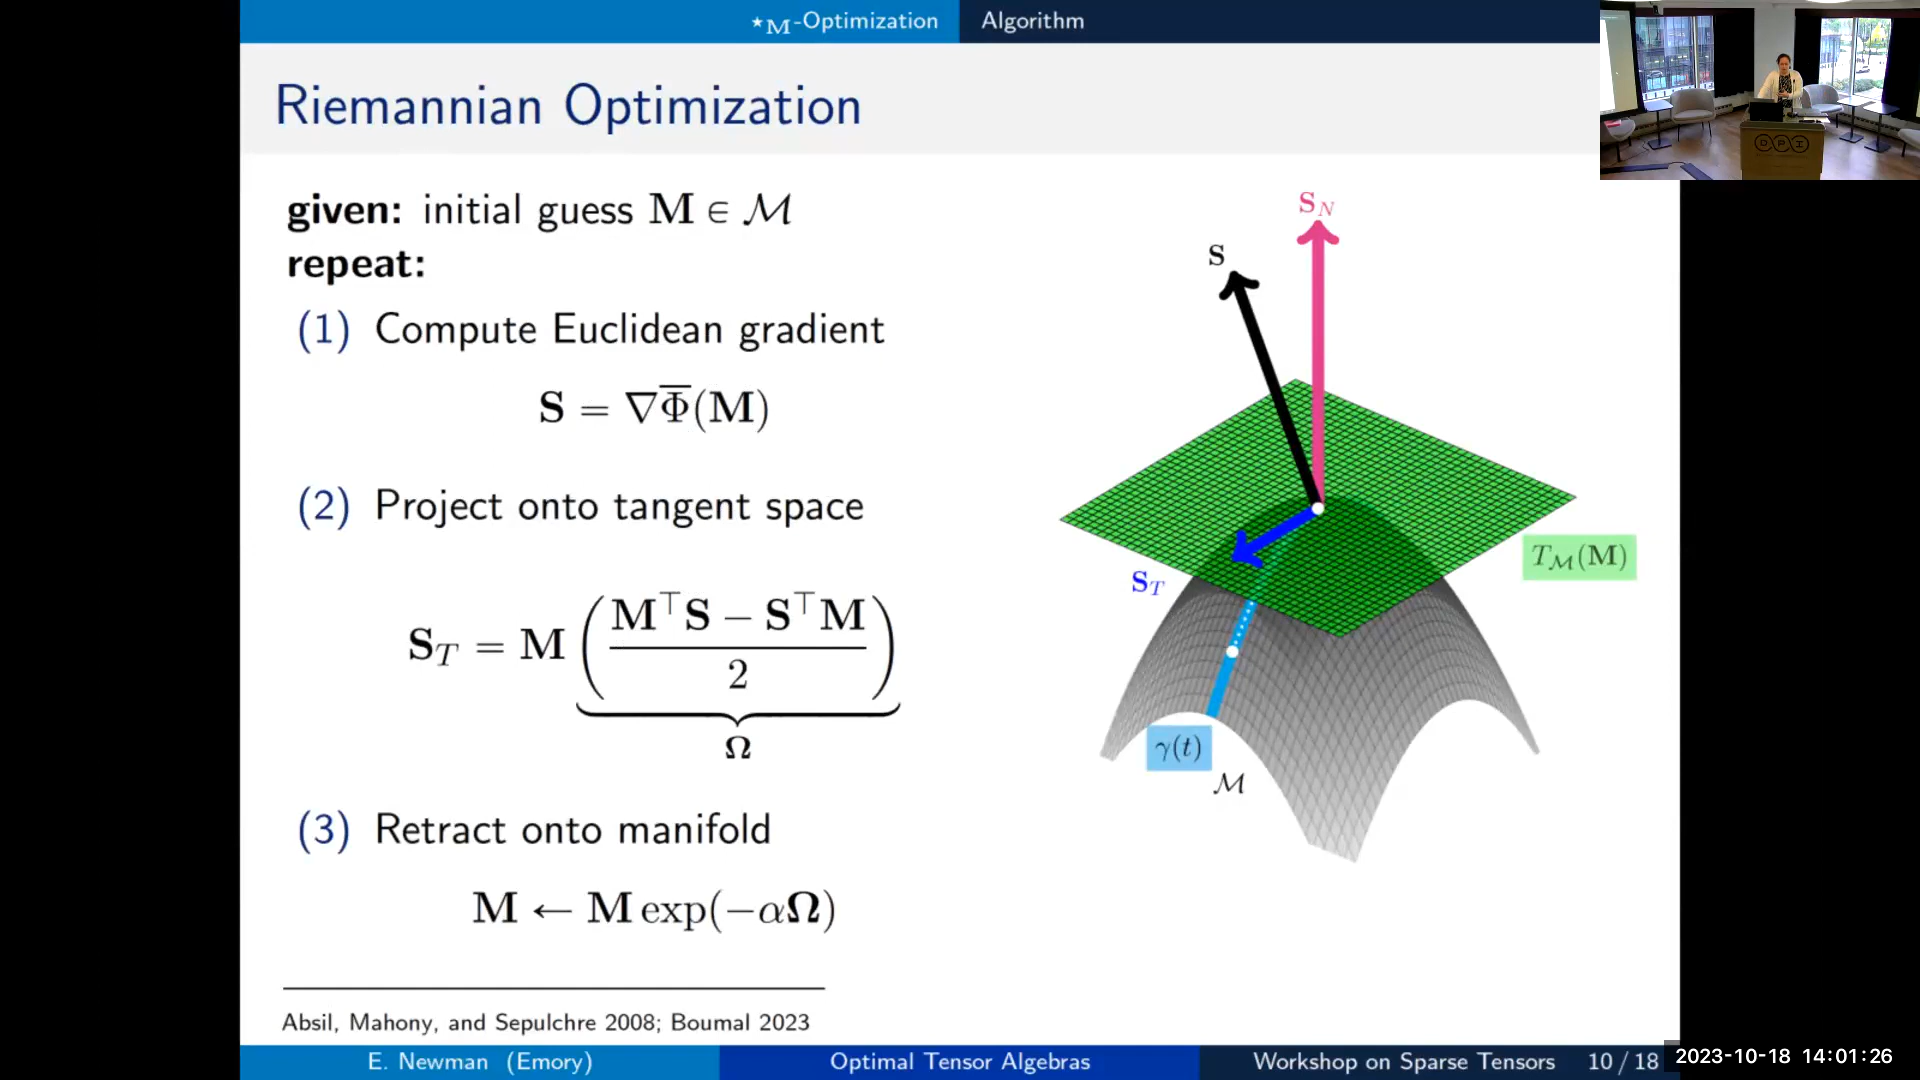 ⋆M-Optimization Algorithm
Riemannian Optimization
given: initial guess M ∈ ℳ
repeat:
(1) Compute Euclidean gradient
S = ∇Φ̅(M)
(2) Project onto tangent space
S_T = M ( (M⊤S − S⊤M) / 2 )
Ω
(3) Retract onto manifold
M ← M exp(−αΩ)
S_N
S
S_T
T_ℳ(M)
γ(t)
ℳ
Absil, Mahony, and Sepulchre 2008; Boumal 2023
E. Newman (Emory) Optimal Tensor Algebras Workshop on Sparse Tensors 10 / 18
DPI
2023-10-18 14:01:26